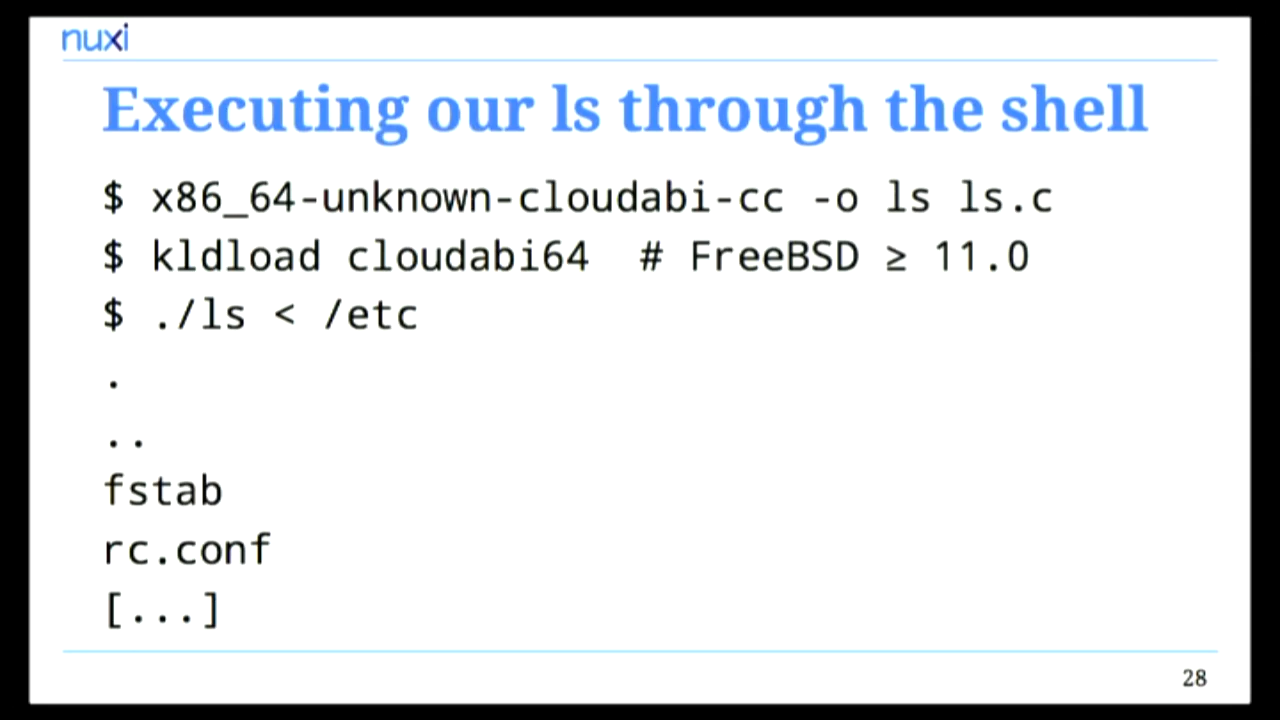 nuxi
Executing our ls through the shell
$ x86_64-unknown-cloudabi-cc -o ls ls.c
$ kldload cloudabi64  # FreeBSD ≥ 11.0
$ ./ls < /etc
.
..
fstab
rc.conf
[...]
28